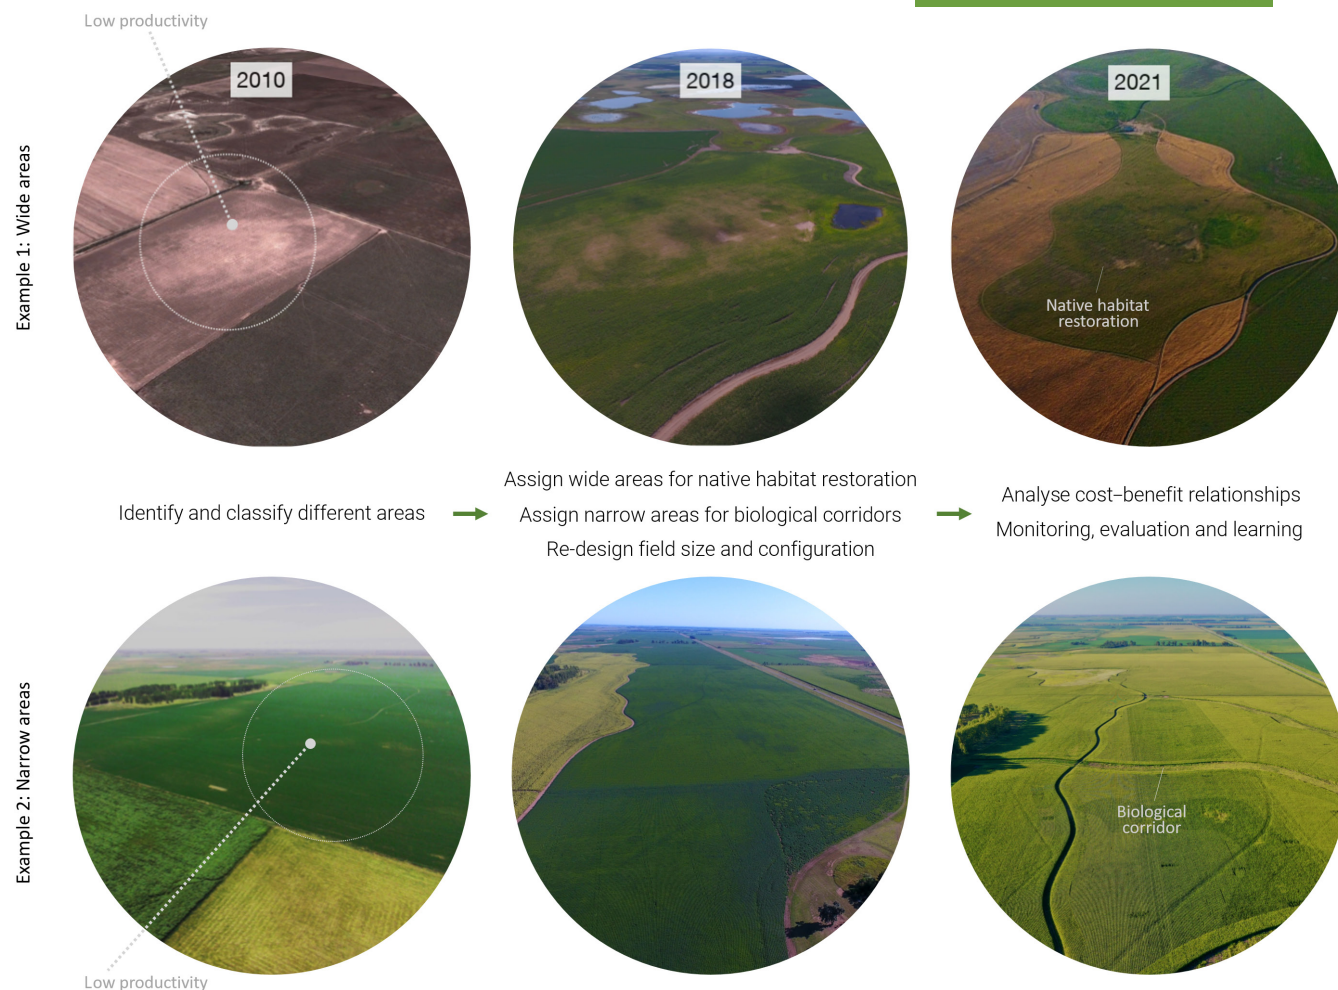 Low productivity
2010
2018
2021
Example 1: Wide areas
Native habitat
restoration
Identify and classify different areas
Assign wide areas for native habitat restoration
Assign narrow areas for biological corridors
Re-design field size and configuration
Analyse cost–benefit relationships
Monitoring, evaluation and learning
Example 2: Narrow areas
Biological
corridor
Low productivity